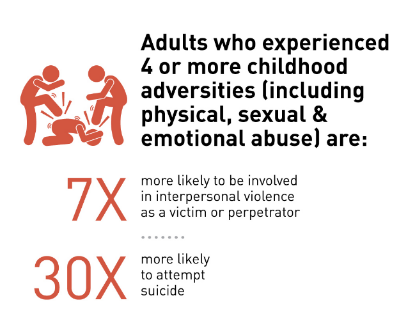 Adults who experienced
4 or more childhood
adversities (including
physical, sexual &
emotional abuse) are:
7X
more likely to be involved
in interpersonal violence
as a victim or perpetrator
30X
more likely
to attempt
suicide